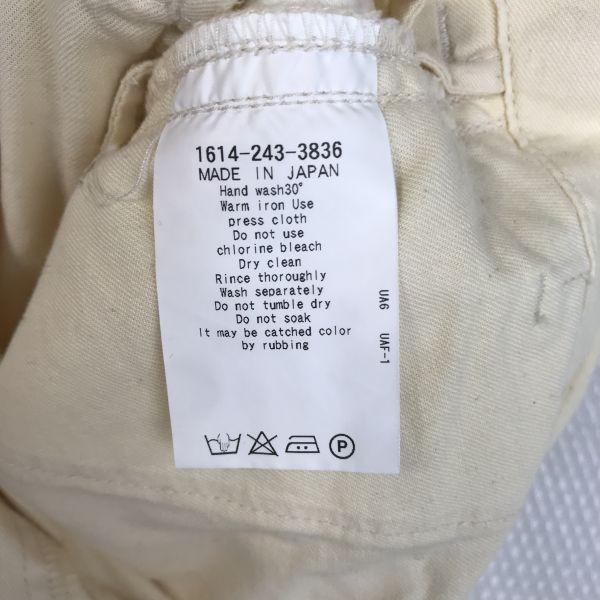 1614-243-3836
MADE IN JAPAN
Hand wash30°
Warm iron Use
press cloth
Do not use
chlorine bleach
Dry clean
Rince thoroughly
Wash separately
Do not tumble dry
Do not soak
It may be catched color
by rubbing
UA6
UAF-1
P